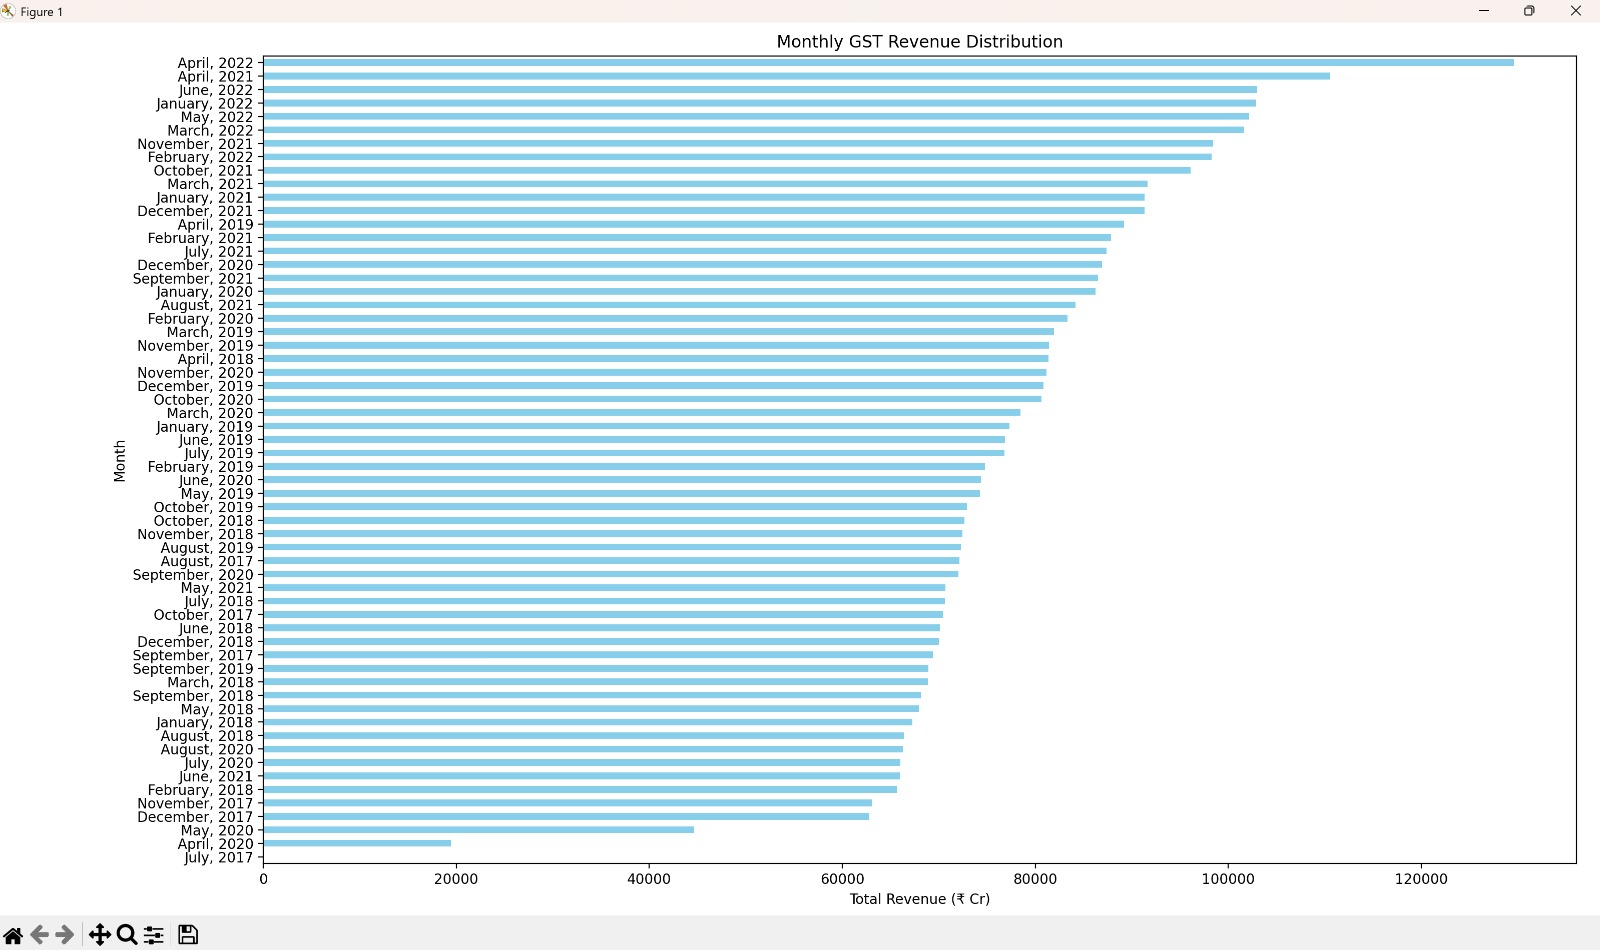 Figure 1
Monthly GST Revenue Distribution
April, 2022
April, 2021
June, 2022
January, 2022
May, 2022
March, 2022
November, 2021
February, 2022
October, 2021
March, 2021
January, 2021
December, 2021
April, 2019
February, 2021
July, 2021
December, 2020
September, 2021
January, 2020
August, 2021
February, 2020
March, 2019
November, 2019
April, 2018
November, 2020
December, 2019
October, 2020
March, 2020
January, 2019
June, 2019
July, 2019
February, 2019
June, 2020
May, 2019
October, 2019
October, 2018
November, 2018
August, 2019
August, 2017
September, 2020
May, 2021
July, 2018
October, 2017
June, 2018
December, 2018
September, 2017
September, 2019
March, 2018
September, 2018
May, 2018
January, 2018
August, 2018
August, 2020
July, 2020
June, 2021
February, 2018
November, 2017
December, 2017
May, 2020
April, 2020
July, 2017
Month
0 20000 40000 60000 80000 100000 120000
Total Revenue (₹ Cr)